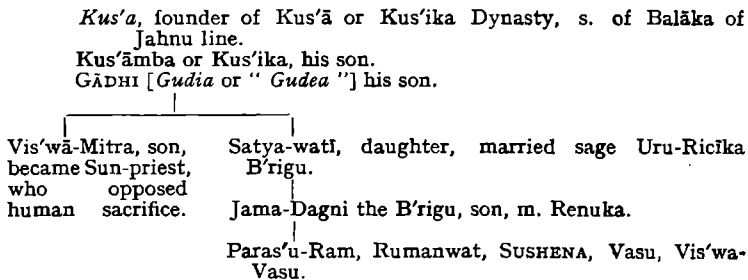 Kus'a, founder of Kus'ā or Kus'ika Dynasty, s. of Balāka of
Jahnu line.
Kus'āmba or Kus'ika, his son.
GĀDHI [Gudia or " Gudea "] his son.
Vis'wā-Mitra, son,
became Sun-priest,
who opposed
human sacrifice.
Satya-watī, daughter, married sage Uru-Ricīka
B'rigu.
Jama-Dagni the B'rigu, son, m. Renuka.
Paras'u-Ram, Rumanwat, SUSHENA, Vasu, Vis'wa-
Vasu.